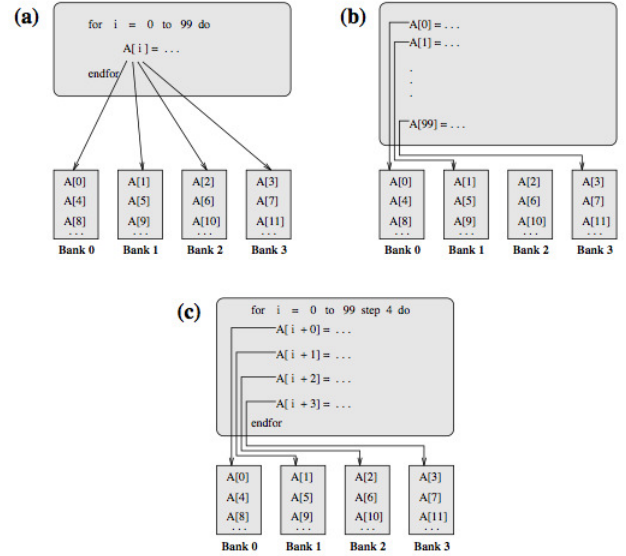 (a)
for i = 0 to 99 do
A[ i ] = ...
endfor
A[0] A[1] A[2] A[3]
A[4] A[5] A[6] A[7]
A[8] A[9] A[10] A[11]
... ... ... ...
Bank 0 Bank 1 Bank 2 Bank 3
(b)
A[0] = ...
A[1] = ...
.
.
.
A[99] = ...
A[0] A[1] A[2] A[3]
A[4] A[5] A[6] A[7]
A[8] A[9] A[10] A[11]
... ... ... ...
Bank 0 Bank 1 Bank 2 Bank 3
(c)
for i = 0 to 99 step 4 do
A[ i + 0] = ...
A[ i + 1] = ...
A[ i + 2] = ...
A[ i + 3] = ...
endfor
A[0] A[1] A[2] A[3]
A[4] A[5] A[6] A[7]
A[8] A[9] A[10] A[11]
... ... ... ...
Bank 0 Bank 1 Bank 2 Bank 3